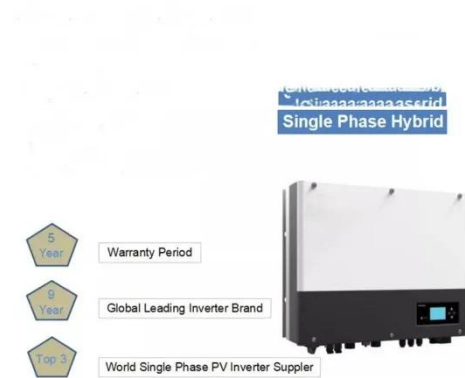 Single Phase Hybrid
5
Year
Warranty Period
9
Year
Global Leading Inverter Brand
Top 3
World Single Phase PV Inverter Suppler